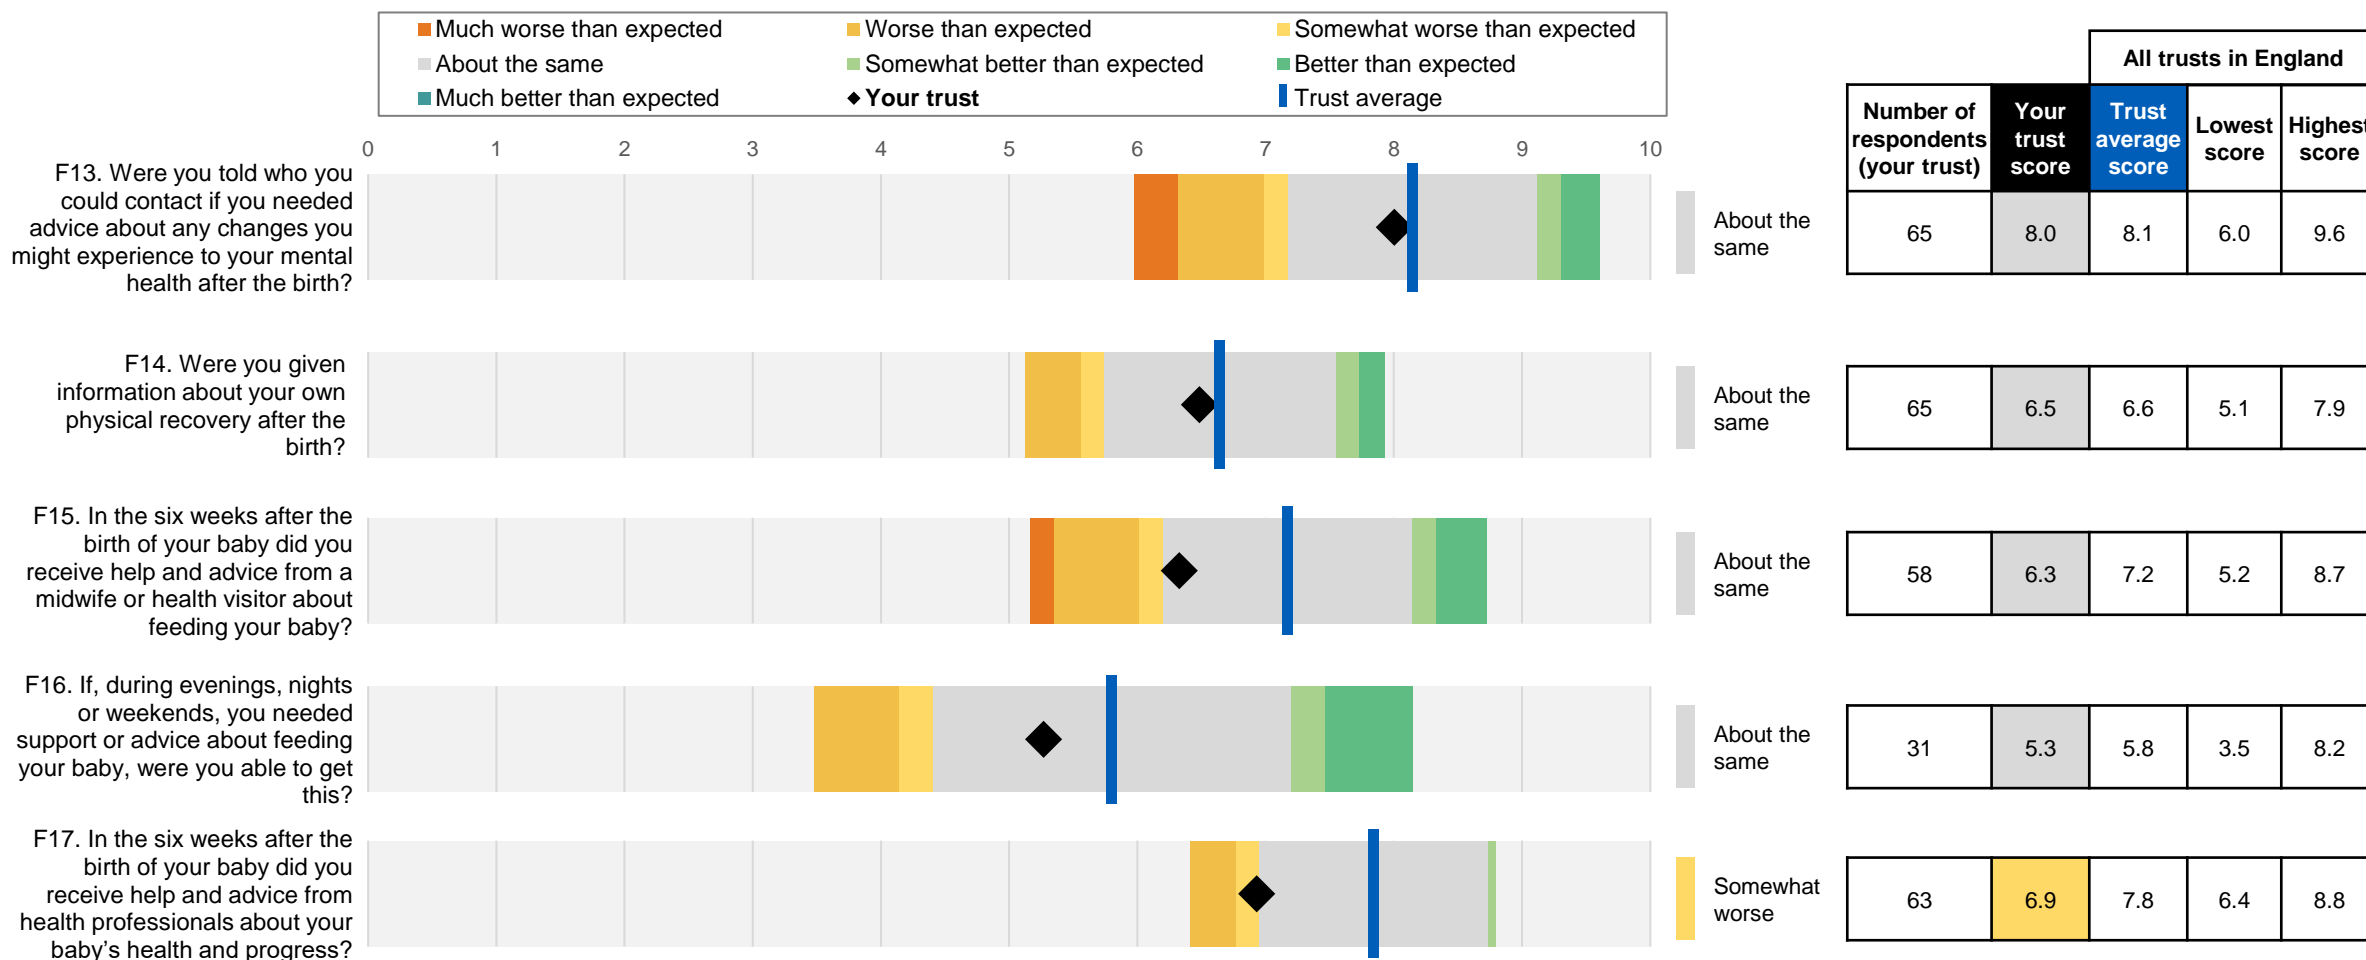 Much worse than expected
Worse than expected
Somewhat worse than expected
About the same
Somewhat better than expected
Better than expected
Much better than expected
Your trust
Trust average
All trusts in England
Number of
respondents
(your trust)
Your
trust
score
Trust
average
score
Lowest
score
Highest
score
0 1 2 3 4 5 6 7 8 9 10
F13. Were you told who you
could contact if you needed
advice about any changes you
might experience to your mental
health after the birth?
About the
same
65 8.0 8.1 6.0 9.6
F14. Were you given
information about your own
physical recovery after the
birth?
About the
same
65 6.5 6.6 5.1 7.9
F15. In the six weeks after the
birth of your baby did you
receive help and advice from a
midwife or health visitor about
feeding your baby?
About the
same
58 6.3 7.2 5.2 8.7
F16. If, during evenings, nights
or weekends, you needed
support or advice about feeding
your baby, were you able to get
this?
About the
same
31 5.3 5.8 3.5 8.2
F17. In the six weeks after the
birth of your baby did you
receive help and advice from
health professionals about your
baby's health and progress?
Somewhat
worse
63 6.9 7.8 6.4 8.8